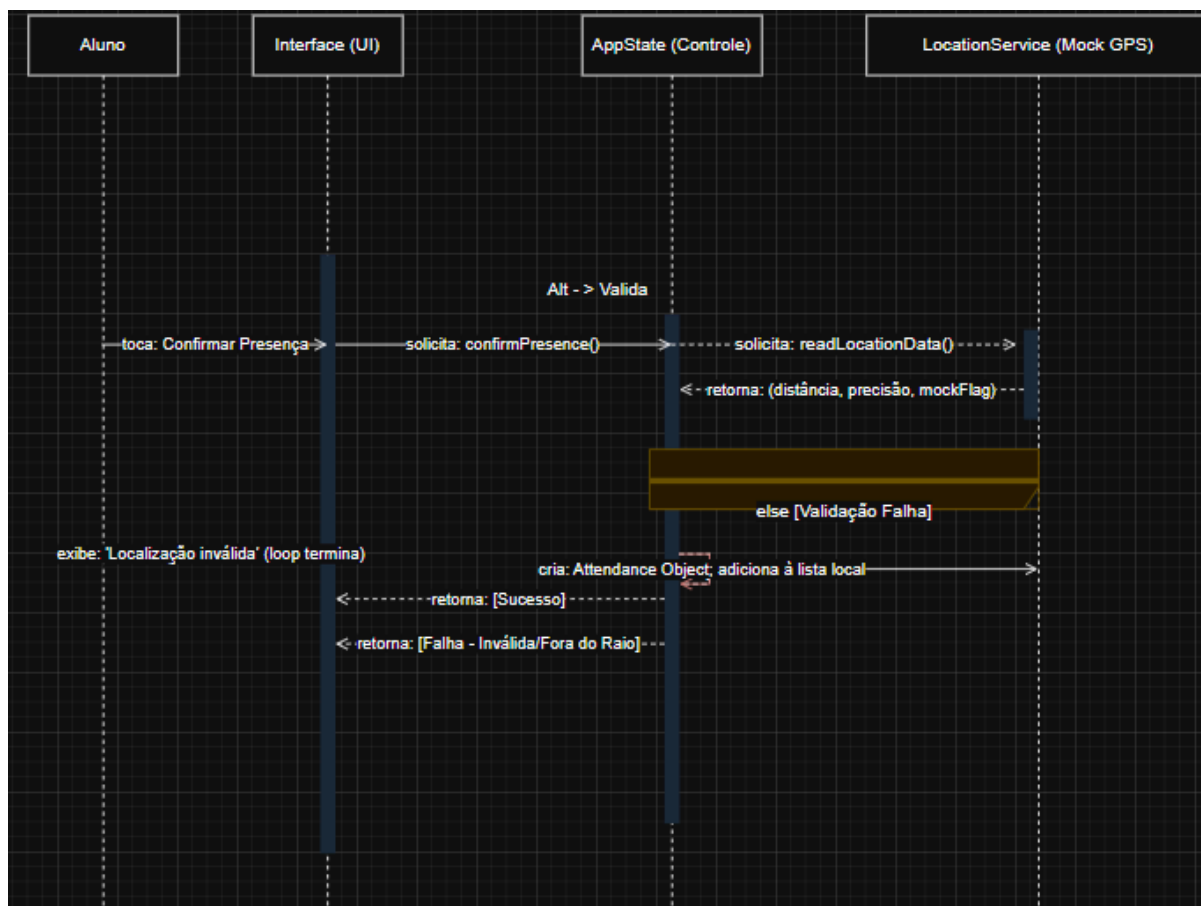 Aluno
Interface (UI)
AppState (Controle)
LocationService (Mock GPS)
Alt - > Valida
toca: Confirmar Presença
solicita: confirmPresence()
solicita: readLocationData()
retorna: (distância, precisão, mockFlag)
else [Validação Falha]
exibe: 'Localização inválida' (loop termina)
cria: Attendance Object; adiciona à lista local
retorna: [Sucesso]
retorna: [Falha - Inválida/Fora do Raio]